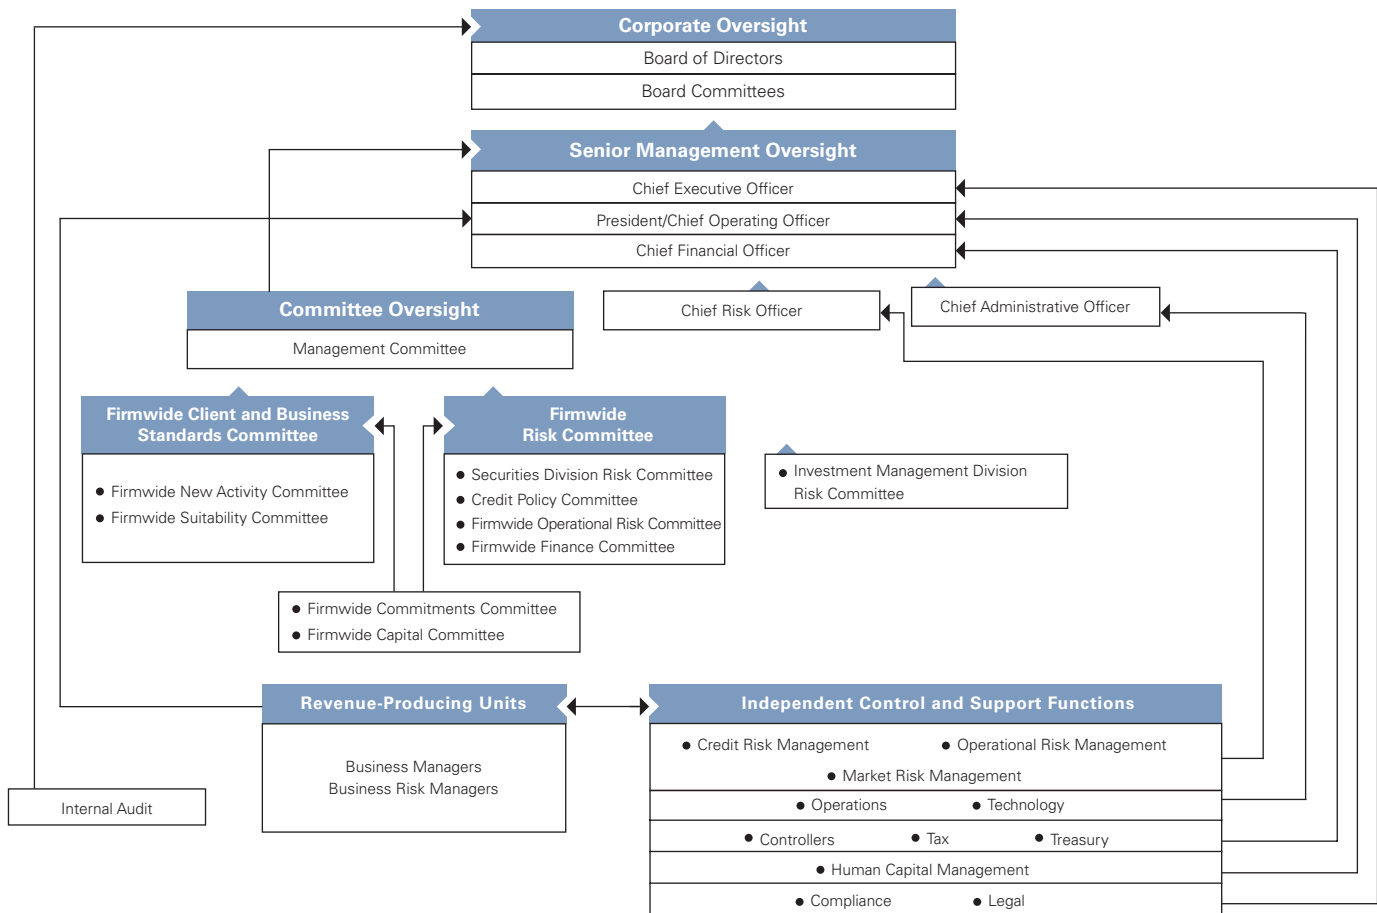 Corporate Oversight
Board of Directors
Board Committees
Senior Management Oversight
Chief Executive Officer
President/Chief Operating Officer
Chief Financial Officer
Committee Oversight
Management Committee
Chief Risk Officer
Chief Administrative Officer
Firmwide Client and Business
Standards Committee
• Firmwide New Activity Committee
• Firmwide Suitability Committee
Firmwide
Risk Committee
• Securities Division Risk Committee
• Credit Policy Committee
• Firmwide Operational Risk Committee
• Firmwide Finance Committee
• Investment Management Division
Risk Committee
• Firmwide Commitments Committee
• Firmwide Capital Committee
Revenue-Producing Units
Business Managers
Business Risk Managers
Independent Control and Support Functions
• Credit Risk Management • Operational Risk Management
• Market Risk Management
• Operations • Technology
• Controllers • Tax • Treasury
• Human Capital Management
• Compliance • Legal
Internal Audit